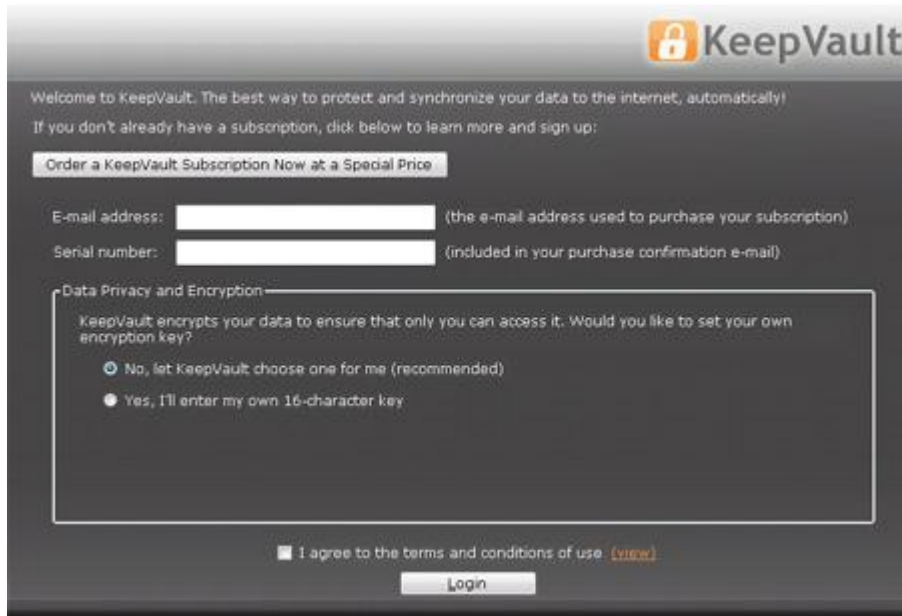 KeepVault
Welcome to KeepVault. The best way to protect and synchronize your data to the internet, automatically!
If you don't already have a subscription, click below to learn more and sign up:
Order a KeepVault Subscription Now at a Special Price
E-mail address: (the e-mail address used to purchase your subscription)
Serial number: (included in your purchase confirmation e-mail)
Data Privacy and Encryption
KeepVault encrypts your data to ensure that only you can access it. Would you like to set your own
encryption key?
No, let KeepVault choose one for me (recommended)
Yes, I'll enter my own 16-character key
I agree to the terms and conditions of use (view)
Login